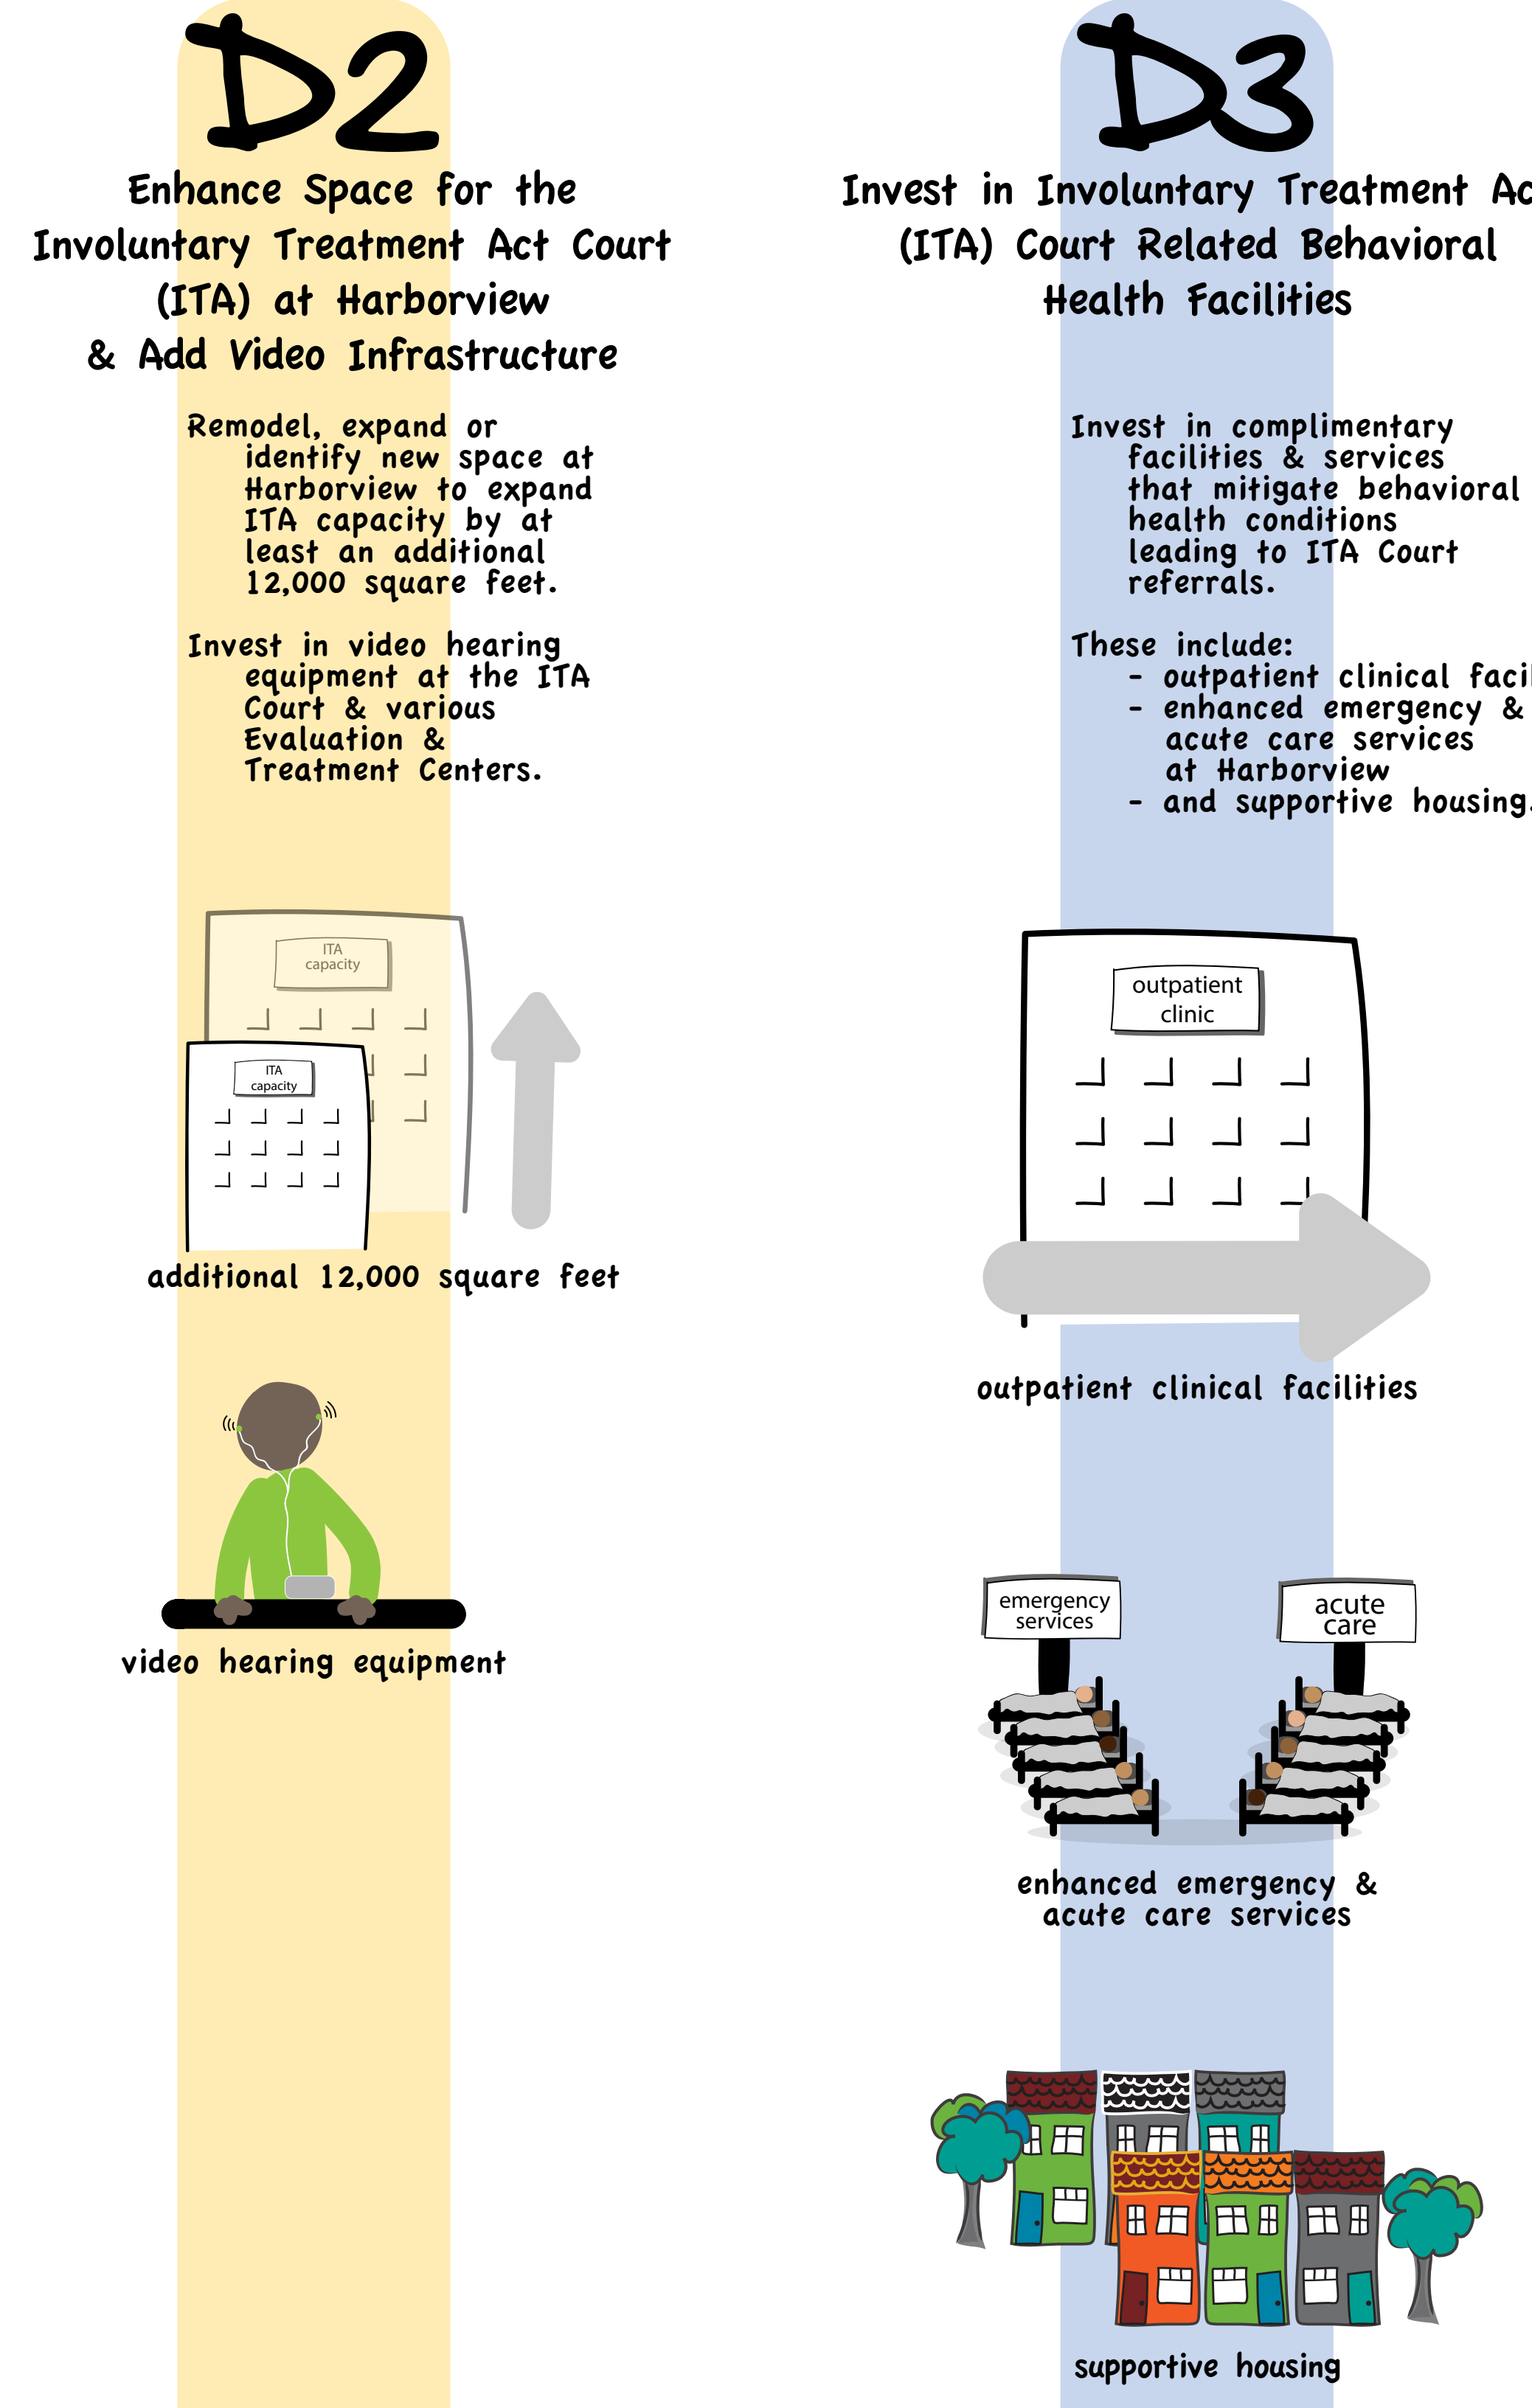 D2
Enhance Space for the
Involuntary Treatment Act Court
(ITA) at Harborview
& Add Video Infrastructure
Remodel, expand or
identify new space at
Harborview to expand
ITA capacity by at
least an additional
12,000 square feet.
Invest in video hearing
equipment at the ITA
Court & various
Evaluation &
Treatment Centers.
ITA
capacity
ITA
capacity
additional 12,000 square feet
video hearing equipment
D3
Invest in Involuntary Treatment
(ITA) Court Related Behavioral
Health Facilities
Invest in complimentary
facilities & services
that mitigate behavioral
health conditions
leading to ITA Court
referrals.
These include:
- outpatient clinical
- enhanced emergency &
acute care services
at Harborview
- and supportive housing.
outpatient
clinic
outpatient clinical facilities
emergency
services
acute
care
enhanced emergency &
acute care services
supportive housing